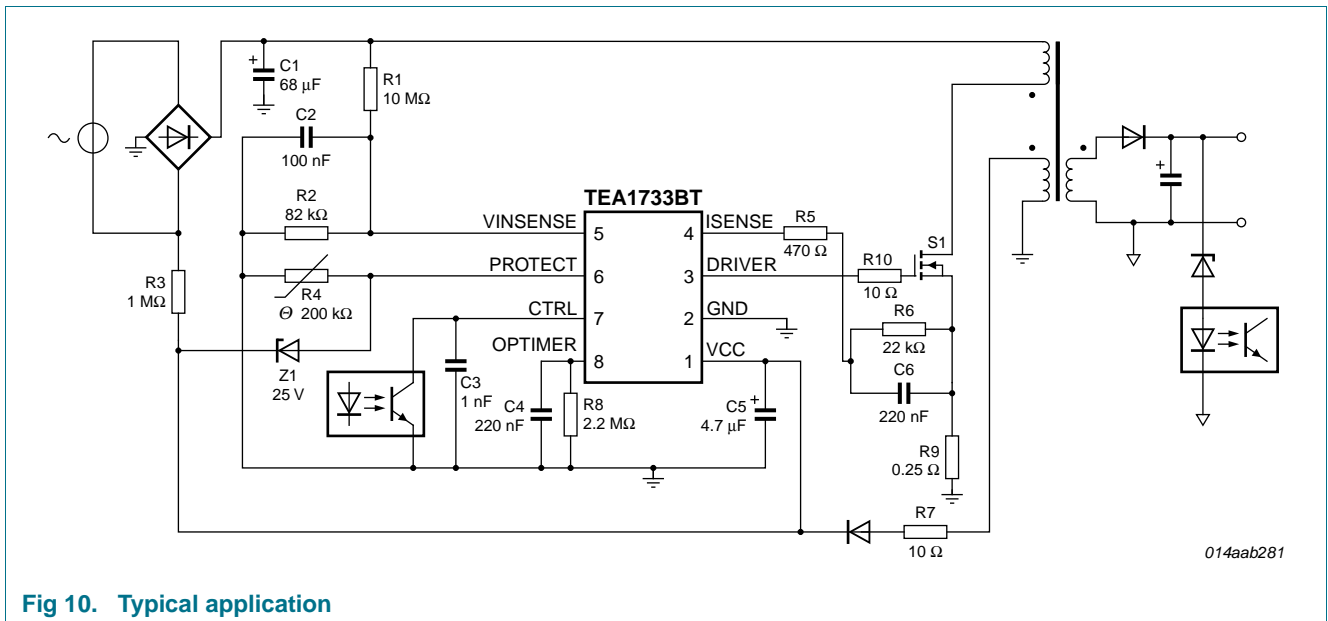 C1
68 μF
R1
10 MΩ
C2
100 nF
R2
82 kΩ
R3
1 MΩ
Θ
R4
200 kΩ
Z1
25 V
TEA1733BT
VINSENSE
5
4
ISENSE
PROTECT
6
3
DRIVER
CTRL
7
2
GND
OPTIMER
8
1
VCC
R5
470 Ω
R10
10 Ω
S1
R6
22 kΩ
C6
220 nF
R9
0.25 Ω
C3
1 nF
C4
220 nF
R8
2.2 MΩ
C5
4.7 μF
R7
10 Ω
014aab281
Fig 10. Typical application